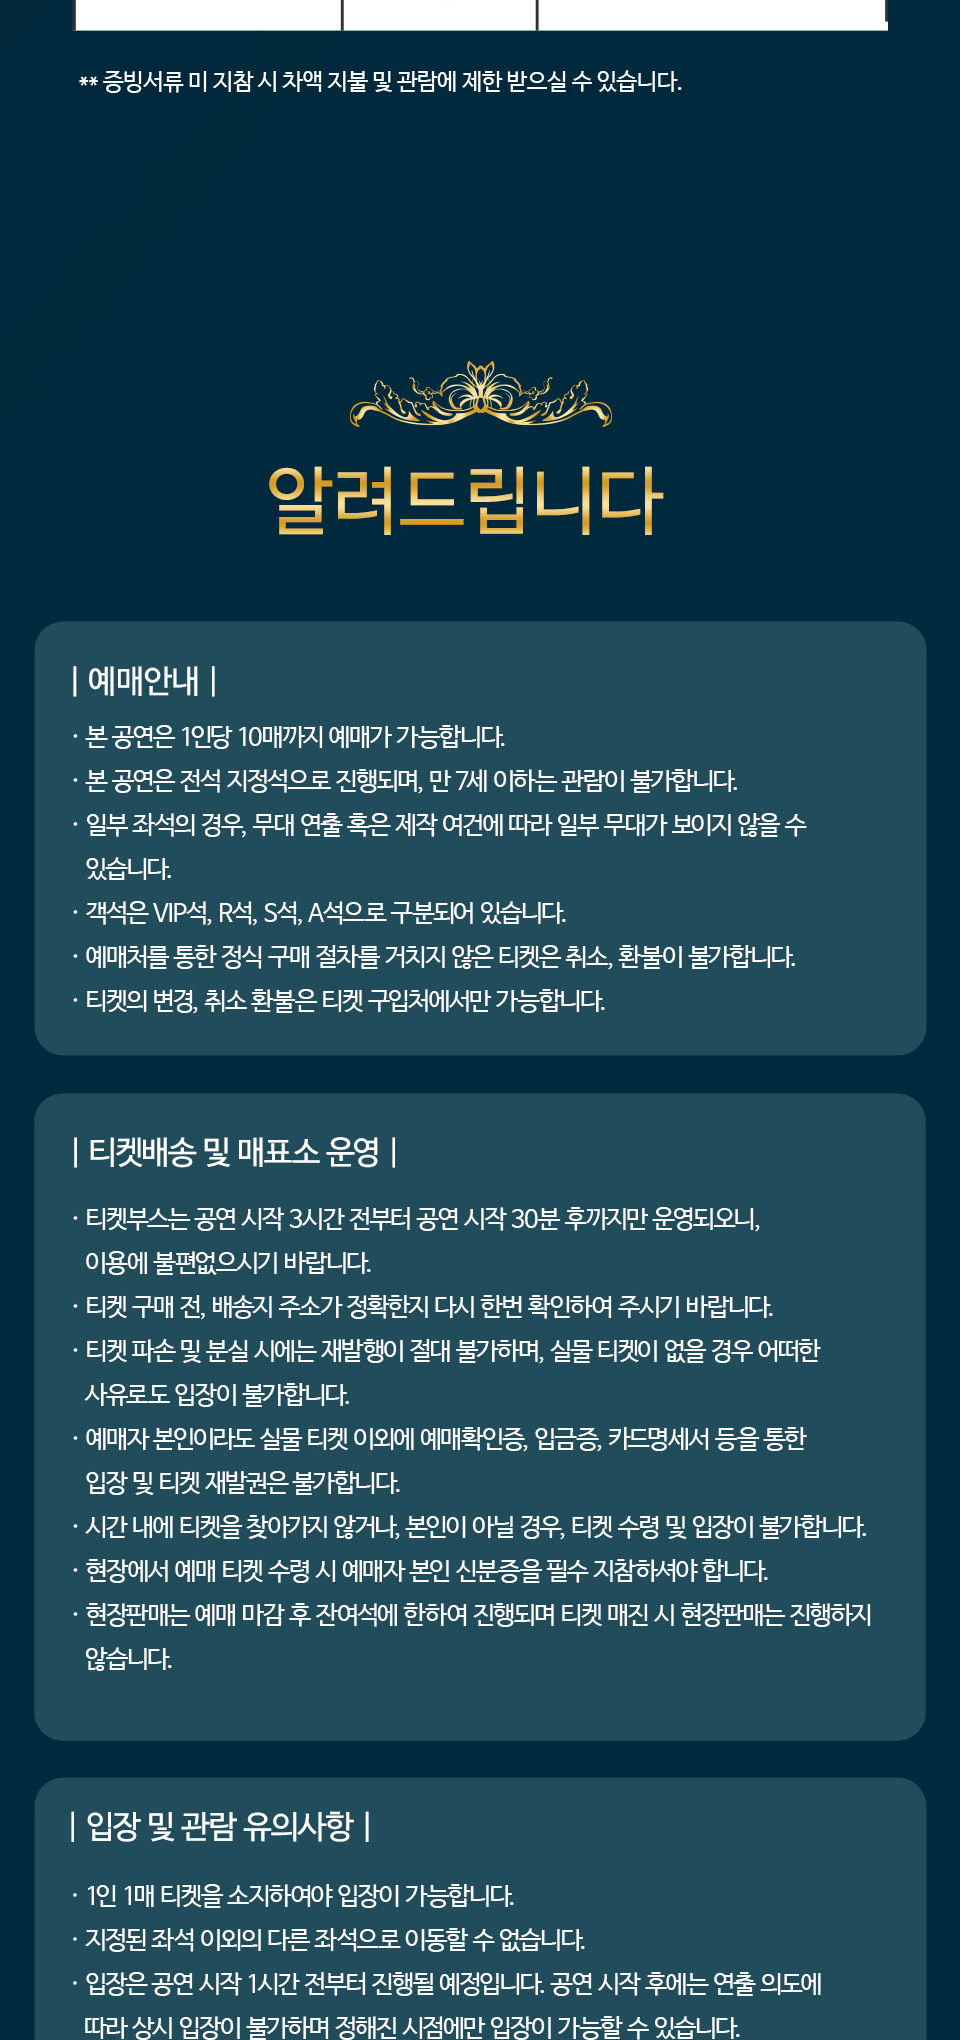 ** 증빙서류 미 지참 시 차액 지불 및 관람에 제한 받으실 수 있습니다.
알려드립니다
| 예매안내 |
· 본 공연은 1인당 10매까지 예매가 가능합니다.
· 본 공연은 전석 지정석으로 진행되며, 만 7세 이하는 관람이 불가합니다.
· 일부 좌석의 경우, 무대 연출 혹은 제작 여건에 따라 일부 무대가 보이지 않을 수
있습니다.
· 객석은 VIP석, R석, S석, A석으로 구분되어 있습니다.
· 예매처를 통한 정식 구매 절차를 거치지 않은 티켓은 취소, 환불이 불가합니다.
· 티켓의 변경, 취소 환불은 티켓 구입처에서만 가능합니다.
| 티켓배송 및 매표소 운영 |
· 티켓부스는 공연 시작 3시간 전부터 공연 시작 30분 후까지만 운영되오니,
이용에 불편없으시기 바랍니다.
· 티켓 구매 전, 배송지 주소가 정확한지 다시 한번 확인하여 주시기 바랍니다.
· 티켓 파손 및 분실 시에는 재발행이 절대 불가하며, 실물 티켓이 없을 경우 어떠한
사유로도 입장이 불가합니다.
· 예매자 본인이라도 실물 티켓 이외에 예매확인증, 입금증, 카드명세서 등을 통한
입장 및 티켓 재발권은 불가합니다.
· 시간 내에 티켓을 찾아가지 않거나, 본인이 아닐 경우, 티켓 수령 및 입장이 불가합니다.
· 현장에서 예매 티켓 수령 시 예매자 본인 신분증을 필수 지참하셔야 합니다.
· 현장판매는 예매 마감 후 잔여석에 한하여 진행되며 티켓 매진 시 현장판매는 진행하지
않습니다.
| 입장 및 관람 유의사항 |
· 1인 1매 티켓을 소지하여야 입장이 가능합니다.
· 지정된 좌석 이외의 다른 좌석으로 이동할 수 없습니다.
· 입장은 공연 시작 1시간 전부터 진행될 예정입니다. 공연 시작 후에는 연출 의도에
따라 상시 입장이 불가하며 정해진 시점에만 입장이 가능할 수 있습니다.